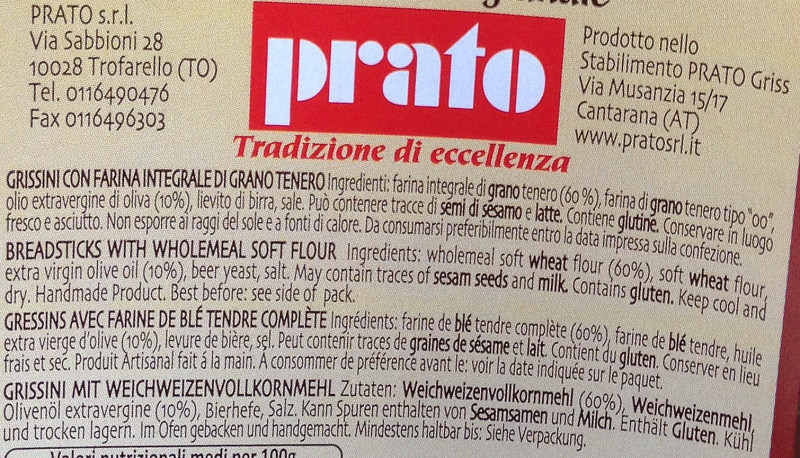 PRATO s.r.l.
Via Sabbioni 28
10028 Trofarello (TO)
Tel. 0116490476
Fax 0116496303
prato
Tradizione di eccellenza
Prodotto nello
Stabilimento PRATO Griss
Via Musanzia 15/17
Cantarana (AT)
www.pratosrl.it
GRISSINI CON FARINA INTEGRALE DI GRANO TENERO Ingredienti: farina integrale di grano tenero (60 %), farina di grano tenero tipo "00",
olio extravergine di oliva (10%), lievito di birra, sale. Può contenere tracce di semi di sesamo e latte. Contiene glutine. Conservare in luogo
fresco e asciutto. Non esporre ai raggi del sole e a fonti di calore. Da consumarsi preferibilmente entro la data impressa sulla confezione.
BREADSTICKS WITH WHOLEMEAL SOFT FLOUR Ingredients: wholemeal soft wheat flour (60%), soft wheat flour,
extra virgin olive oil (10%), beer yeast, salt. May contain traces of sesam seeds and milk. Contains gluten. Keep cool and
dry. Handmade Product. Best before: see side of pack.
GRESSINS AVEC FARINE DE BLÉ TENDRE COMPLÈTE Ingrédients: farine de blé tendre complète (60%), farine de blé tendre, huile
extra vierge d'olive (10%), levure de bière, sel. Peut contenir traces de graines de sésame et lait. Contient du gluten. Conserver en lieu
frais et sec. Produit Artisanal fait á la main. A consommer de préférence avant le: voir la date indiquée sur le paquet.
GRISSINI MIT WEICHWEIZENVOLLKORNMEHL Zutaten: Weichweizenvollkornmehl (60%), Weichweizenmehl,
Olivenöl extravergine (10%), Bierhefe, Salz. Kann Spuren enthalten von Sesamsamen und Milch. Enthält Gluten. Kühl
und trocken lagern. Im Ofen gebacken und handgemacht. Mindestens haltbar bis: Siehe Verpackung.
Valori nutrizionali medi per 100g